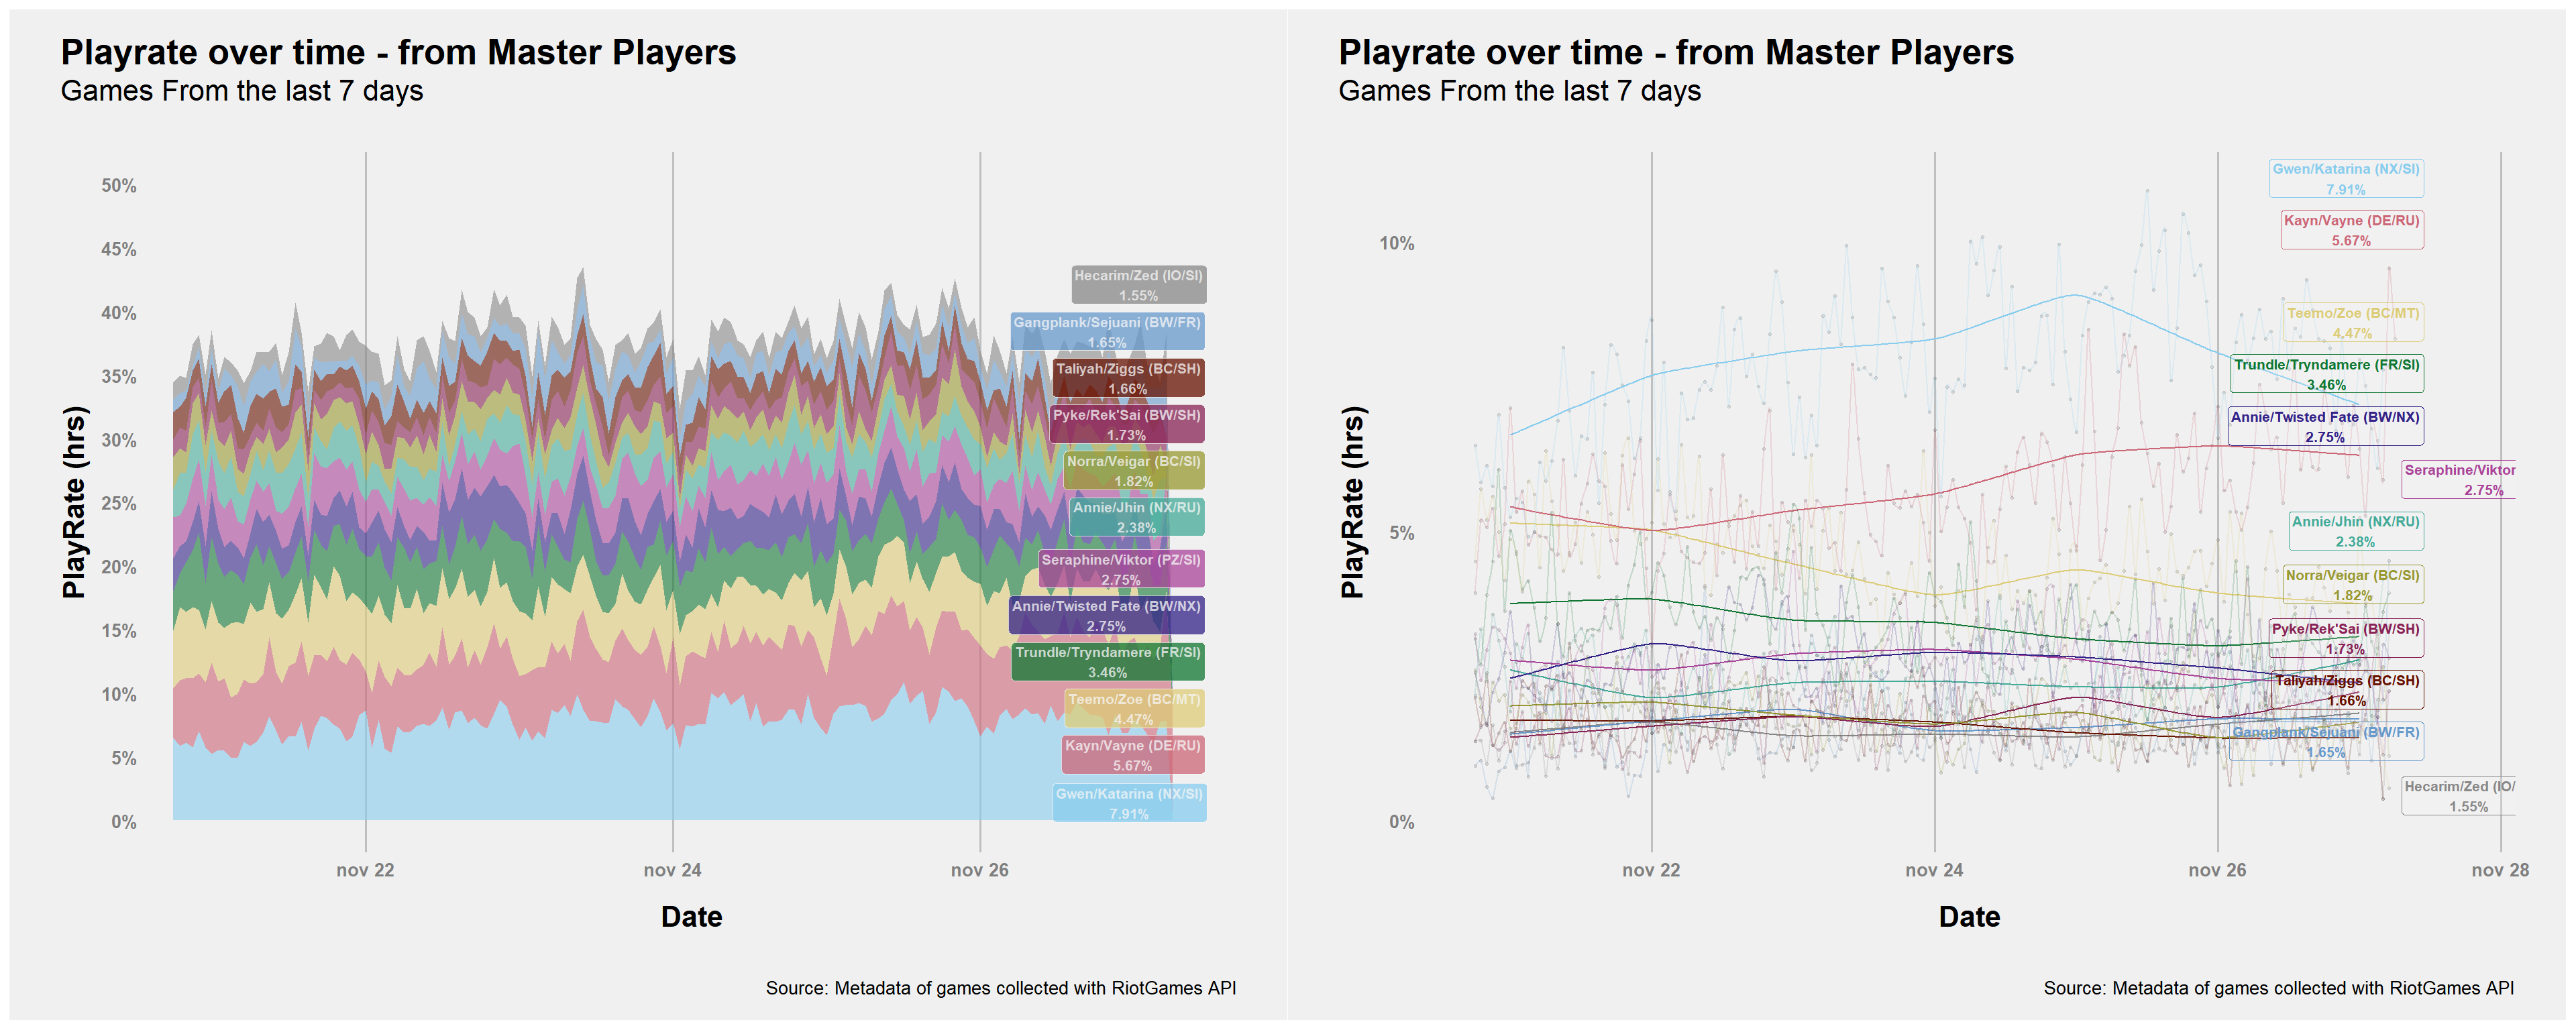 Playrate over time - from Master Players
Games From the last 7 days
PlayRate (hrs)
50%
45%
40%
35%
30%
25%
20%
15%
10%
5%
0%
Hecarim/Zed (IO/SI)
1.55%
Gangplank/Sejuani (BW/FR)
1.65%
Taliyah/Ziggs (BC/SH)
1.66%
Pyke/Rek'Sai (BW/SH)
1.73%
Norra/Veigar (BC/SI)
1.82%
Annie/Jhin (NX/RU)
2.38%
Seraphine/Viktor (PZ/SI)
2.75%
Annie/Twisted Fate (BW/NX)
2.75%
Trundle/Tryndamere (FR/SI)
3.46%
Teemo/Zoe (BC/MT)
4.47%
Kayn/Vayne (DE/RU)
5.67%
Gwen/Katarina (NX/SI)
7.91%
nov 22
nov 24
nov 26
Date
Source: Metadata of games collected with RiotGames API
Playrate over time - from Master Players
Games From the last 7 days
PlayRate (hrs)
10%
5%
0%
Gwen/Katarina (NX/SI)
7.91%
Kayn/Vayne (DE/RU)
5.67%
Teemo/Zoe (BC/MT)
4.47%
Trundle/Tryndamere (FR/SI)
3.46%
Annie/Twisted Fate (BW/NX)
2.75%
Seraphine/Viktor
2.75%
Annie/Jhin (NX/RU)
2.38%
Norra/Veigar (BC/SI)
1.82%
Pyke/Rek'Sai (BW/SH)
1.73%
Taliyah/Ziggs (BC/SH)
1.66%
Gangplank/Sejuani (BW/FR)
1.65%
Hecarim/Zed (IO/
1.55%
nov 22
nov 24
nov 26
nov 28
Date
Source: Metadata of games collected with RiotGames API